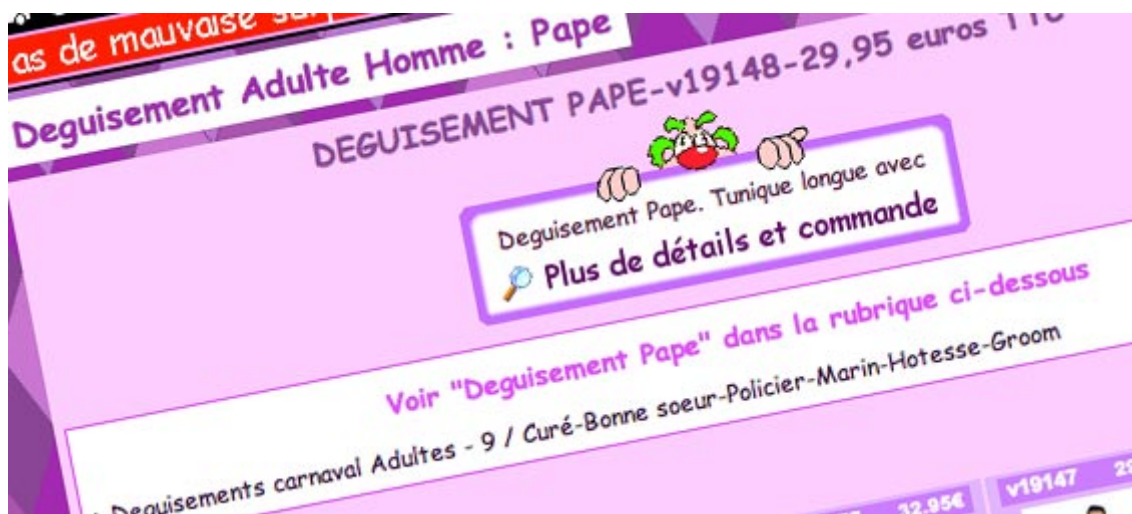 as de mauvaise
Deguisement Adulte Homme : Pape
DEGUISEMENT PAPE-v19148-29,95 euros TTC
Deguisement Pape. Tunique longue avec
Plus de détails et commande
Voir "Deguisement Pape" dans la rubrique ci-dessous
Deguisements carnaval Adultes - 9 / Curé-Bonne soeur-Policier-Marin-Hotesse-Groom
32.95€
v19147